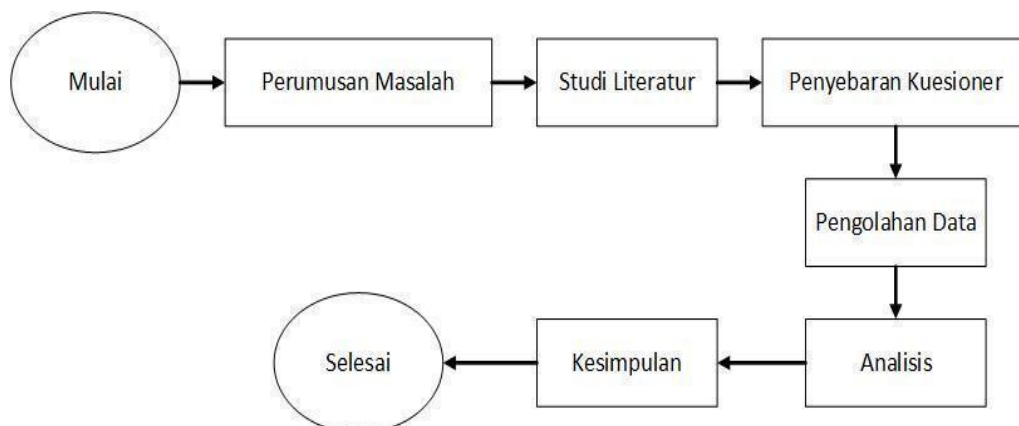 Mulai
Perumusan Masalah
Studi Literatur
Penyebaran Kuesioner
Pengolahan Data
Analisis
Kesimpulan
Selesai